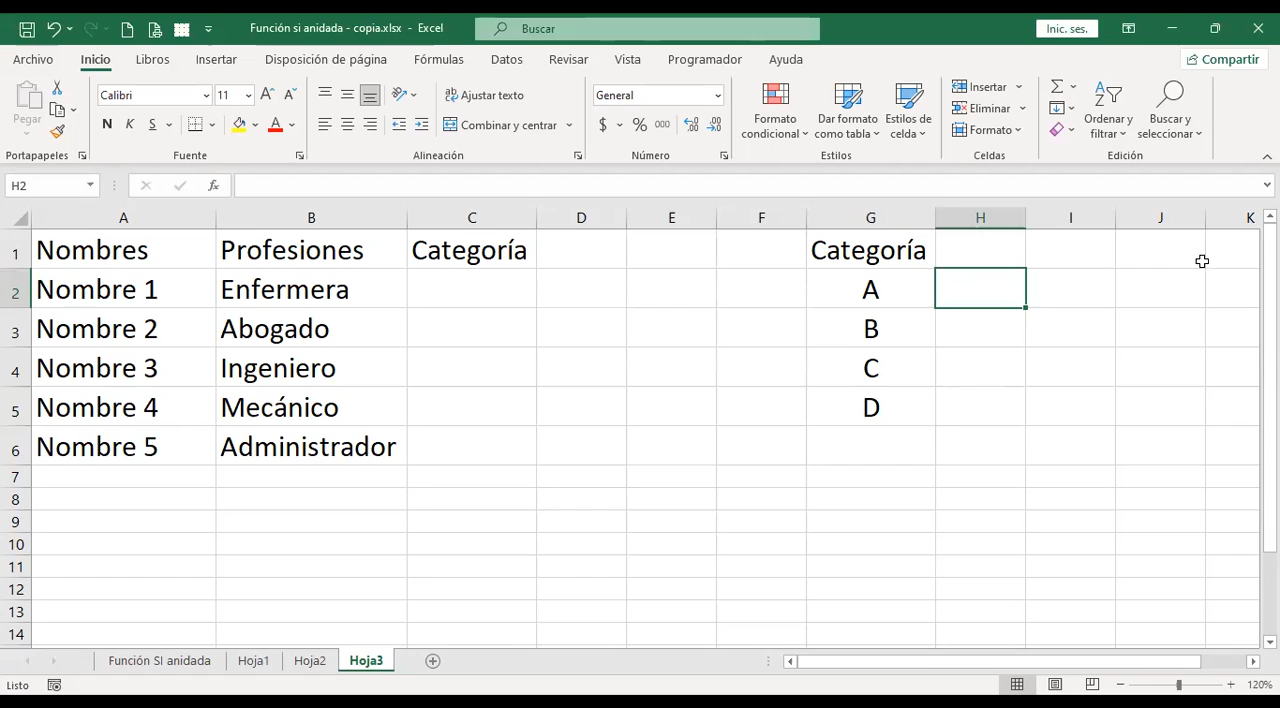 Función si anidada - copia.xlsx - Excel
Buscar
Inic. ses.
Archivo Inicio Libros Insertar Disposición de página Fórmulas Datos Revisar Vista Programador Ayuda
Compartir
Pegar
Calibri 11
N K S A
Ajustar texto
Combinar y centrar
General
$ % 000
Formato condicional
Dar formato como tabla
Estilos de celda
Insertar
Eliminar
Formato
Ordenar y filtrar
Buscar y seleccionar
Portapapeles Fuente Alineación Número Estilos Celdas Edición
H2 fx
A B C D E F G H I J K
1 Nombres Profesiones Categoría Categoría
2 Nombre 1 Enfermera A
3 Nombre 2 Abogado B
4 Nombre 3 Ingeniero C
5 Nombre 4 Mecánico D
6 Nombre 5 Administrador
7
8
9
10
11
12
13
14
Función SI anidada Hoja1 Hoja2 Hoja3
Listo 120%